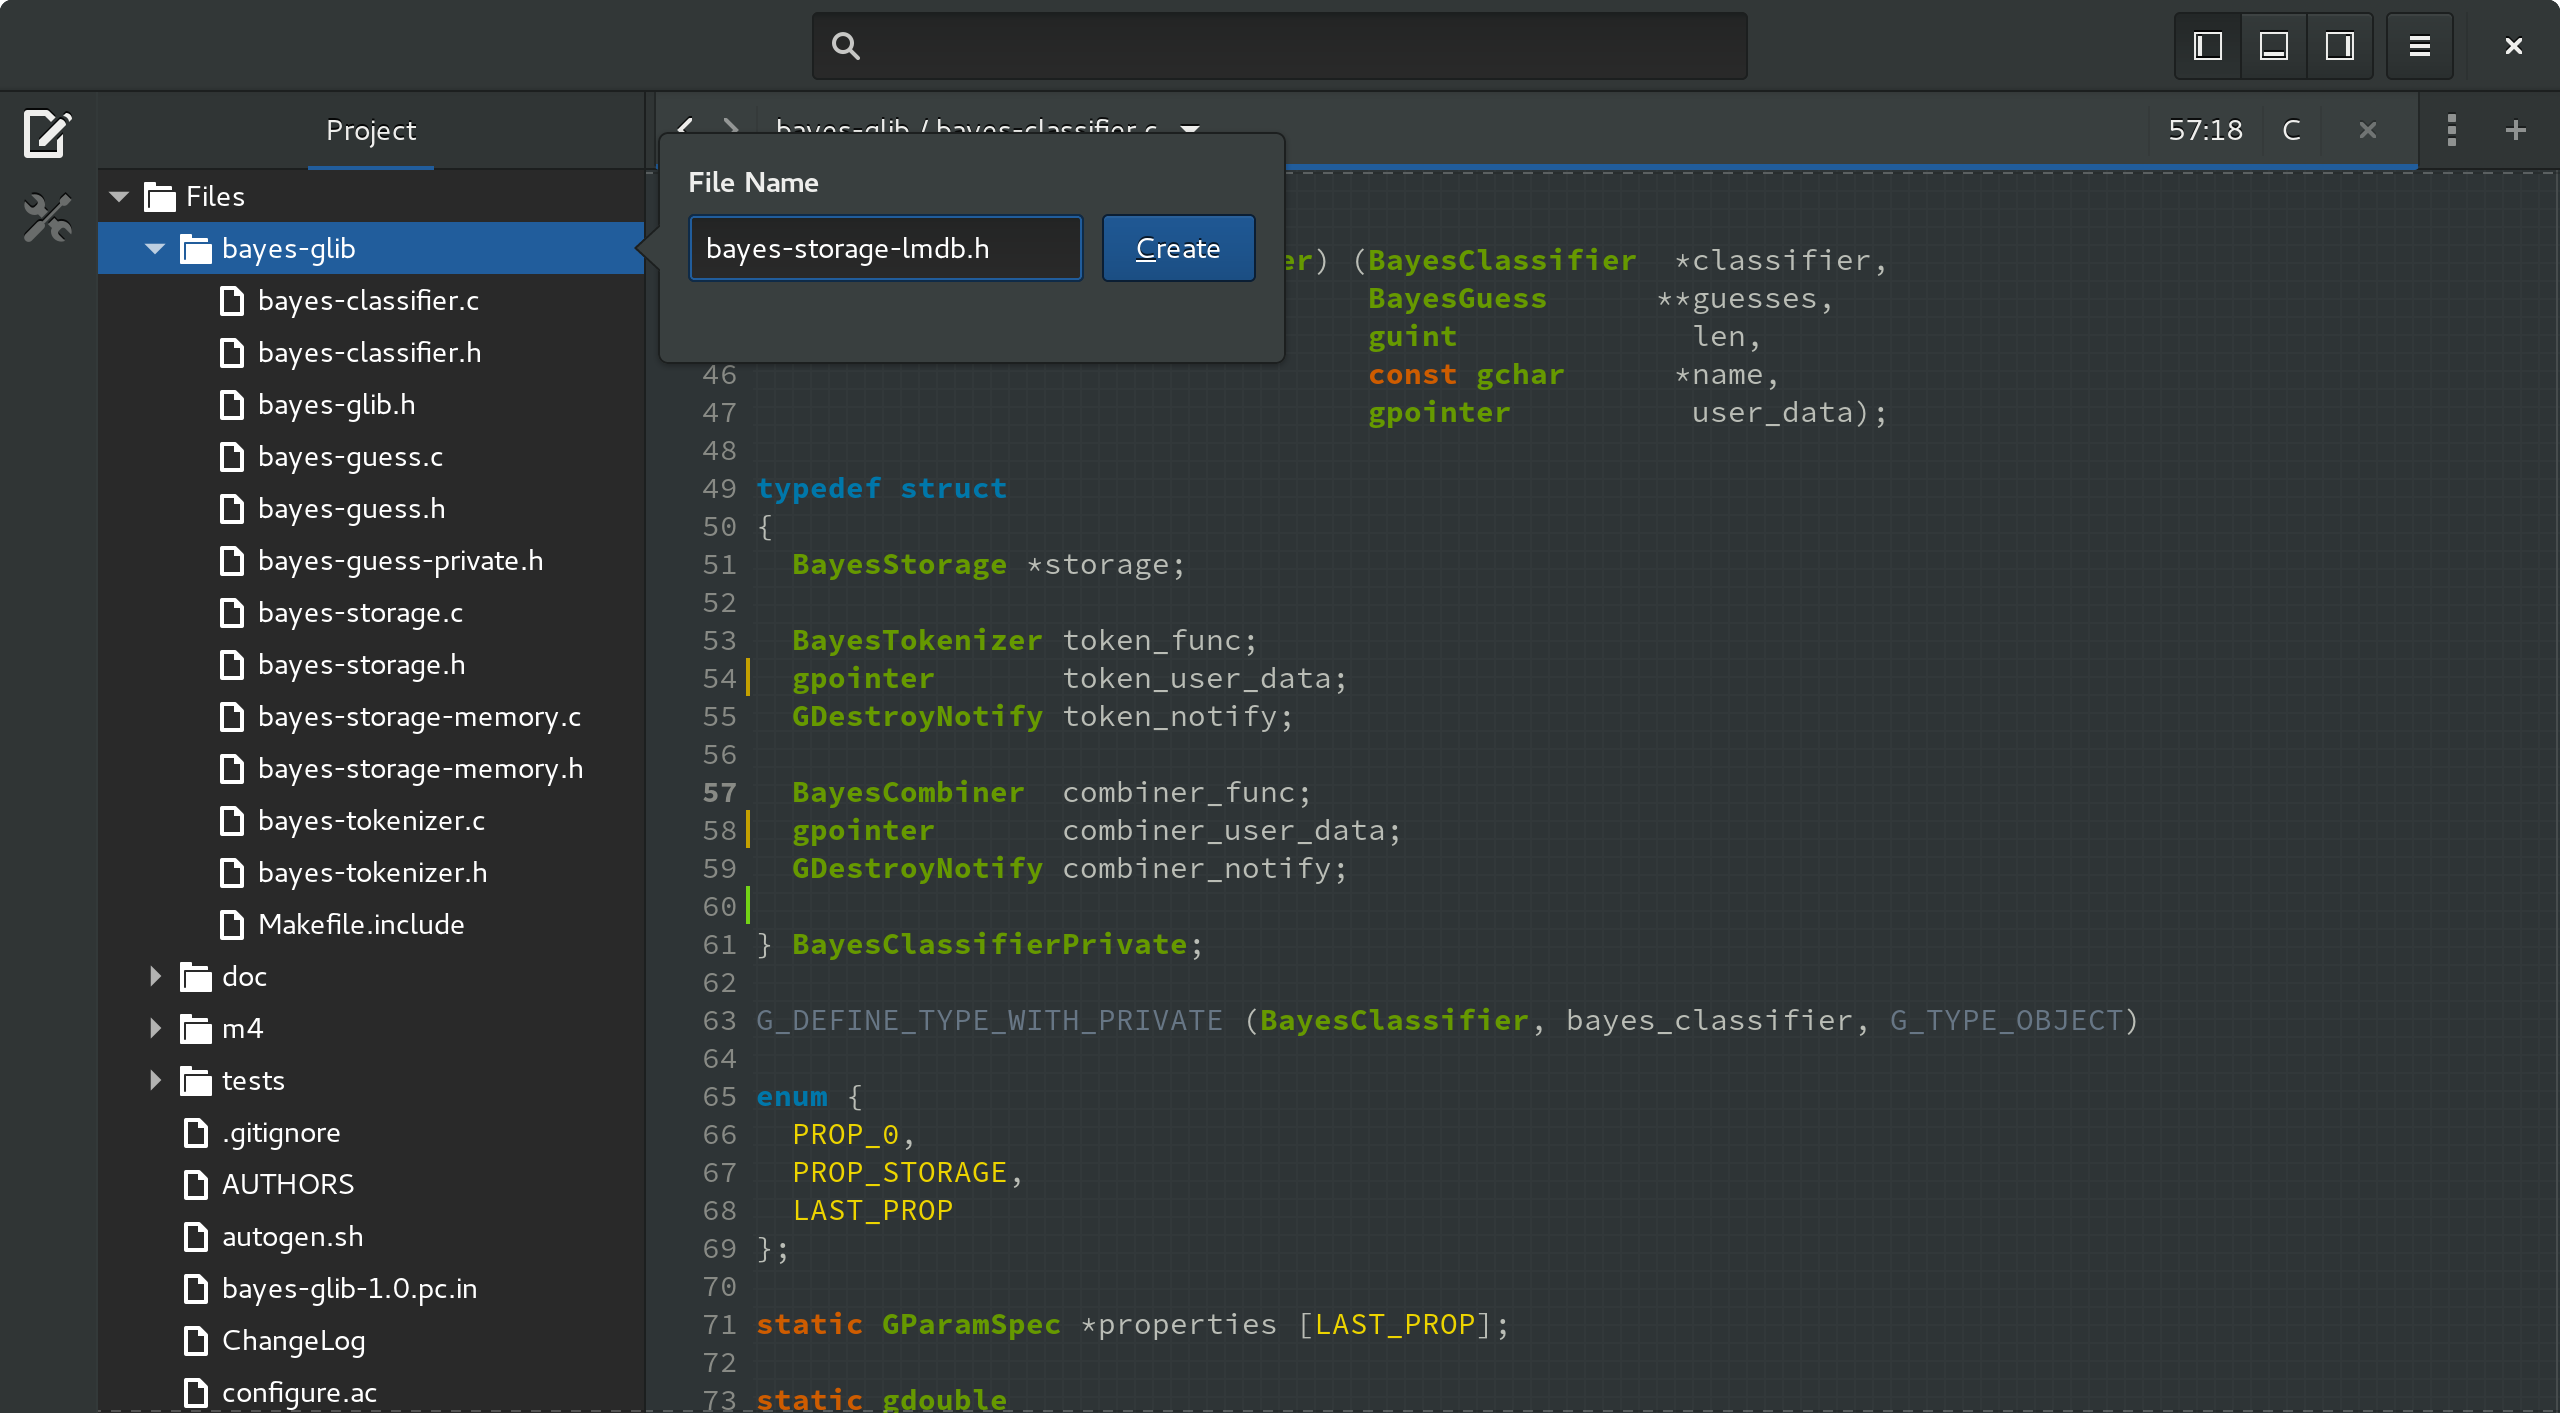 Project
bayes-glib / bayes-classifier.c
57:18
C
Files
bayes-glib
bayes-classifier.c
bayes-classifier.h
bayes-glib.h
bayes-guess.c
bayes-guess.h
bayes-guess-private.h
bayes-storage.c
bayes-storage.h
bayes-storage-memory.c
bayes-storage-memory.h
bayes-tokenizer.c
bayes-tokenizer.h
Makefile.include
doc
m4
tests
.gitignore
AUTHORS
autogen.sh
bayes-glib-1.0.pc.in
ChangeLog
configure.ac
File Name
bayes-storage-lmdb.h
Create
er) (BayesClassifier  *classifier,
BayesGuess      **guesses,
guint             len,
46 const gchar      *name,
47 gpointer          user_data);
48
49 typedef struct
50 {
51   BayesStorage *storage;
52
53   BayesTokenizer token_func;
54   gpointer       token_user_data;
55   GDestroyNotify token_notify;
56
57   BayesCombiner  combiner_func;
58   gpointer       combiner_user_data;
59   GDestroyNotify combiner_notify;
60
61 } BayesClassifierPrivate;
62
63 G_DEFINE_TYPE_WITH_PRIVATE (BayesClassifier, bayes_classifier, G_TYPE_OBJECT)
64
65 enum {
66   PROP_0,
67   PROP_STORAGE,
68   LAST_PROP
69 };
70
71 static GParamSpec *properties [LAST_PROP];
72
73 static gdouble